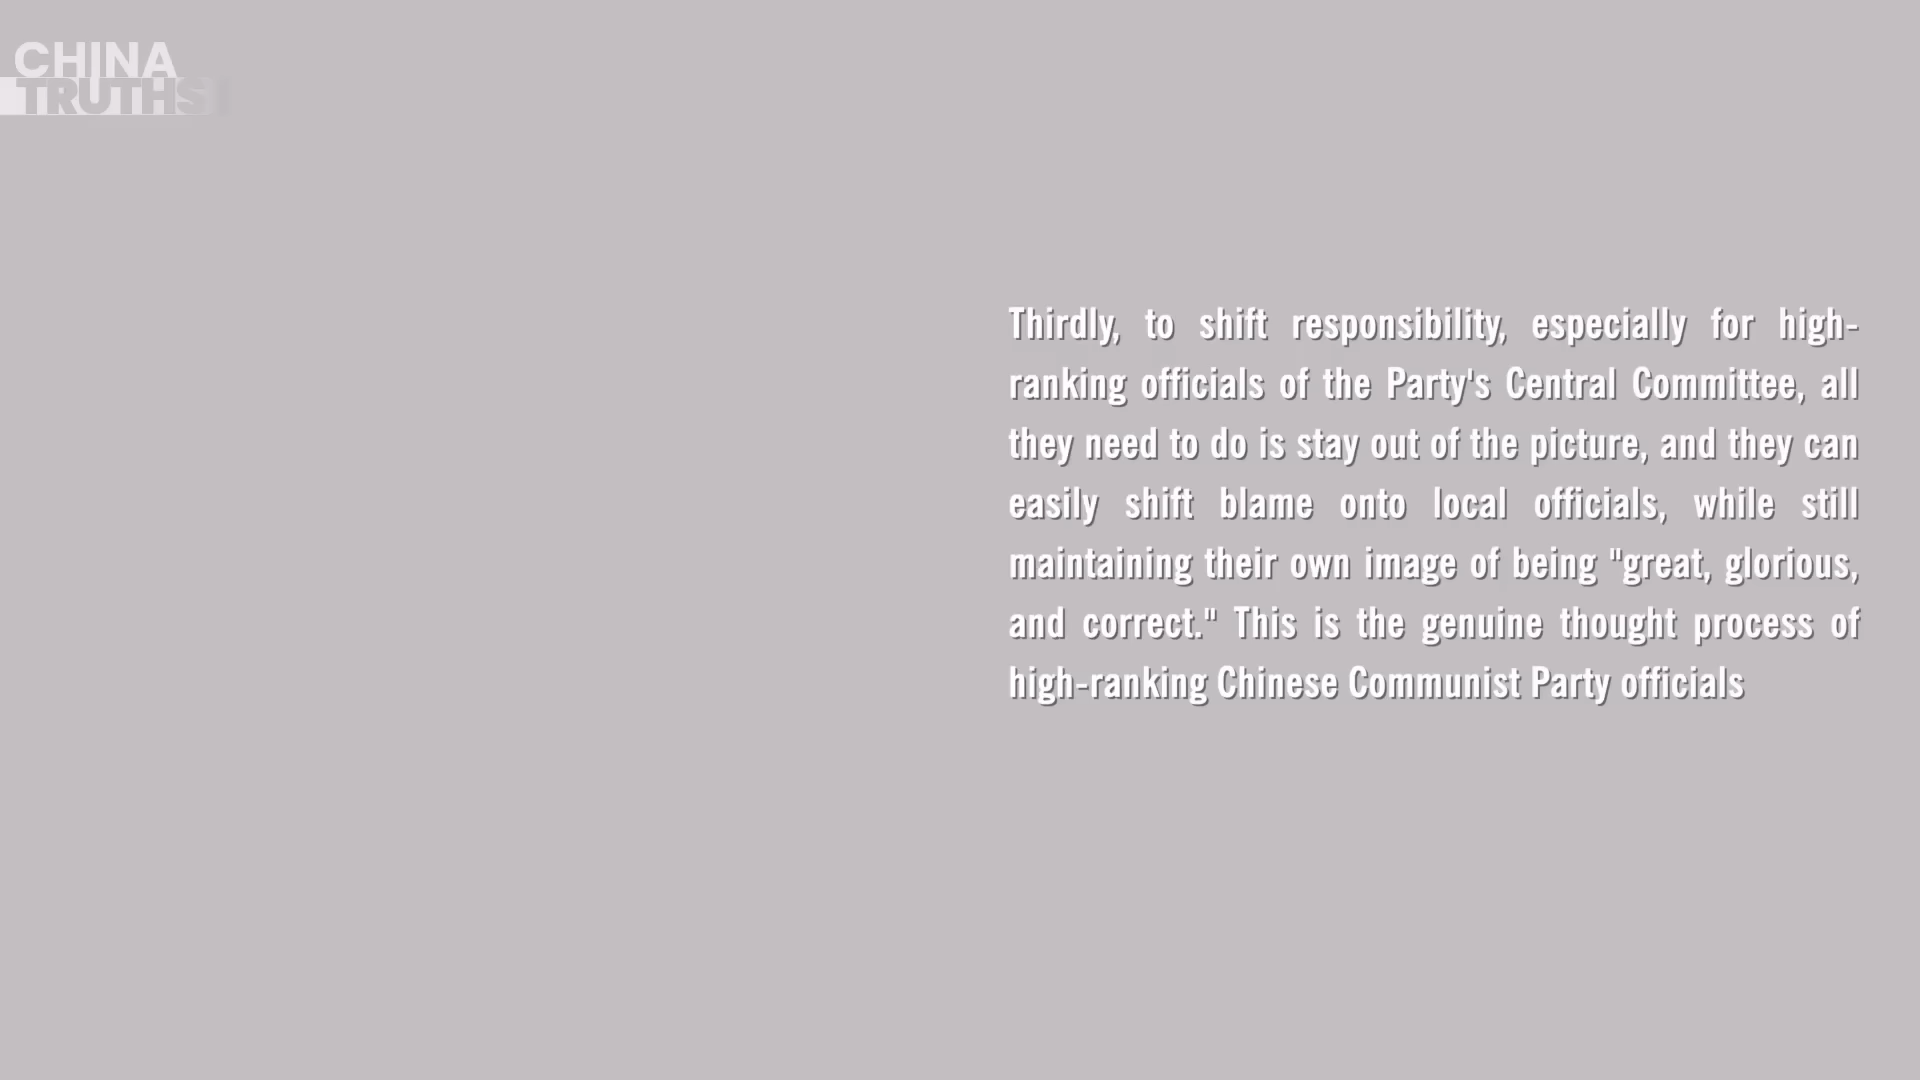 CHINA
TRUTHS
Thirdly, to shift responsibility, especially for high-
ranking officials of the Party's Central Committee, all
they need to do is stay out of the picture, and they can
easily shift blame onto local officials, while still
maintaining their own image of being "great, glorious,
and correct." This is the genuine thought process of
high-ranking Chinese Communist Party officials